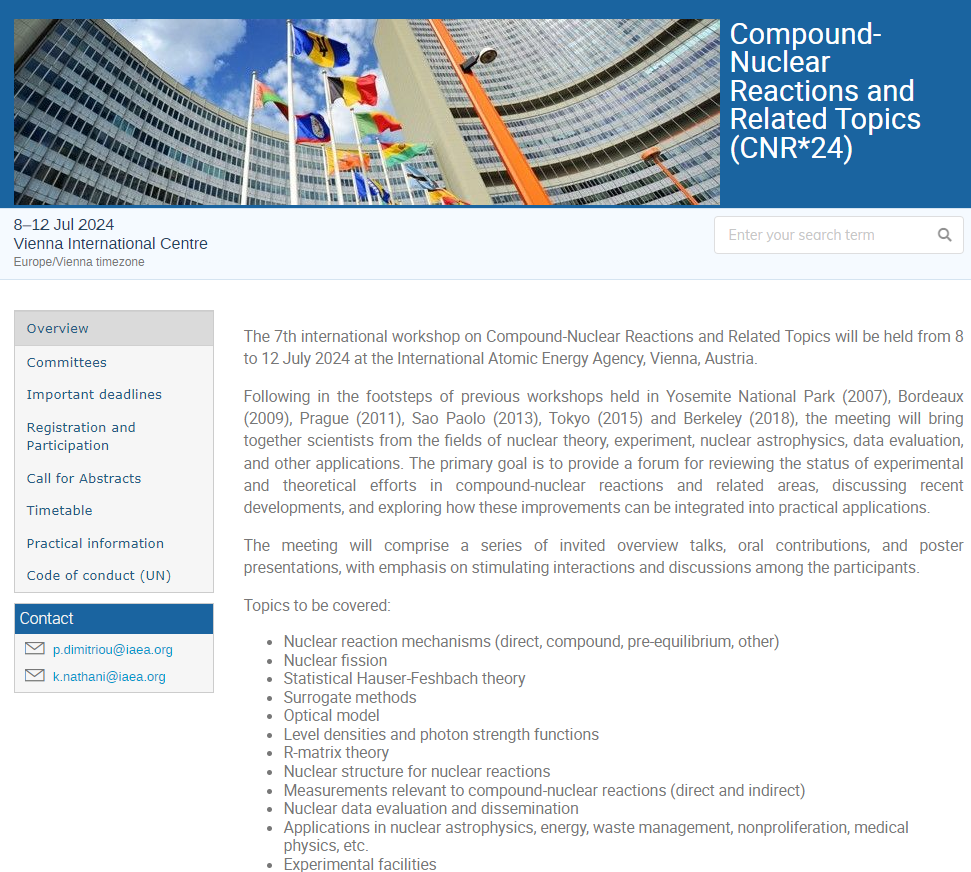 Compound-
Nuclear
Reactions and
Related Topics
(CNR*24)
8–12 Jul 2024
Vienna International Centre
Europe/Vienna timezone
Enter your search term
Overview
Committees
Important deadlines
Registration and
Participation
Call for Abstracts
Timetable
Practical information
Code of conduct (UN)
Contact
p.dimitriou@iaea.org
k.nathani@iaea.org
The 7th international workshop on Compound-Nuclear Reactions and Related Topics will be held from 8
to 12 July 2024 at the International Atomic Energy Agency, Vienna, Austria.
Following in the footsteps of previous workshops held in Yosemite National Park (2007), Bordeaux
(2009), Prague (2011), Sao Paolo (2013), Tokyo (2015) and Berkeley (2018), the meeting will bring
together scientists from the fields of nuclear theory, experiment, nuclear astrophysics, data evaluation,
and other applications. The primary goal is to provide a forum for reviewing the status of experimental
and theoretical efforts in compound-nuclear reactions and related areas, discussing recent
developments, and exploring how these improvements can be integrated into practical applications.
The meeting will comprise a series of invited overview talks, oral contributions, and poster
presentations, with emphasis on stimulating interactions and discussions among the participants.
Topics to be covered:
• Nuclear reaction mechanisms (direct, compound, pre-equilibrium, other)
• Nuclear fission
• Statistical Hauser-Feshbach theory
• Surrogate methods
• Optical model
• Level densities and photon strength functions
• R-matrix theory
• Nuclear structure for nuclear reactions
• Measurements relevant to compound-nuclear reactions (direct and indirect)
• Nuclear data evaluation and dissemination
• Applications in nuclear astrophysics, energy, waste management, nonproliferation, medical
physics, etc.
• Experimental facilities